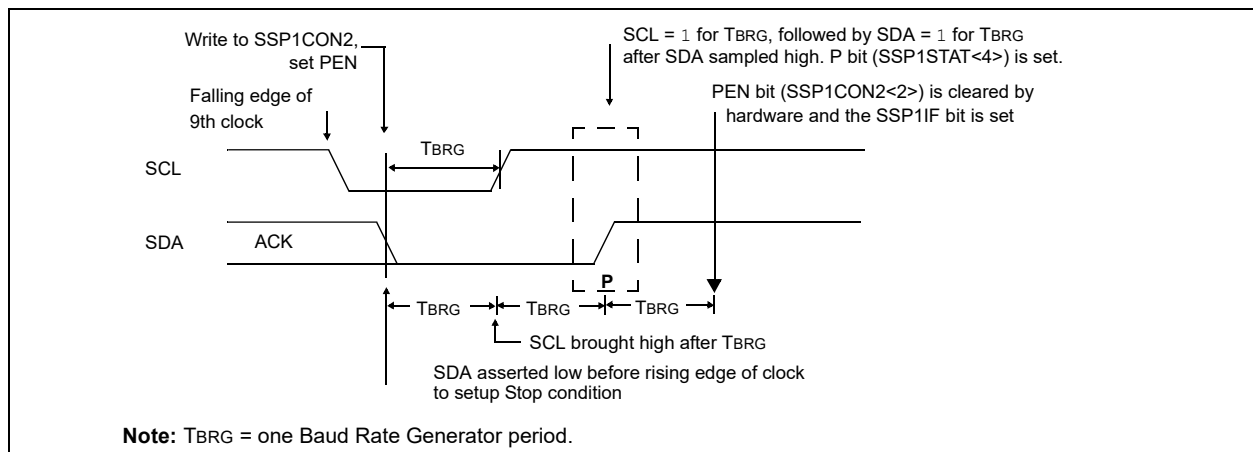 Write to SSP1CON2,
set PEN
SCL = 1 for TBRG, followed by SDA = 1 for TBRG
after SDA sampled high. P bit (SSP1STAT<4>) is set.
Falling edge of
9th clock
PEN bit (SSP1CON2<2>) is cleared by
hardware and the SSP1IF bit is set
TBRG
SCL
SDA
ACK
P
TBRG
TBRG
TBRG
SCL brought high after TBRG
SDA asserted low before rising edge of clock
to setup Stop condition
Note: TBRG = one Baud Rate Generator period.